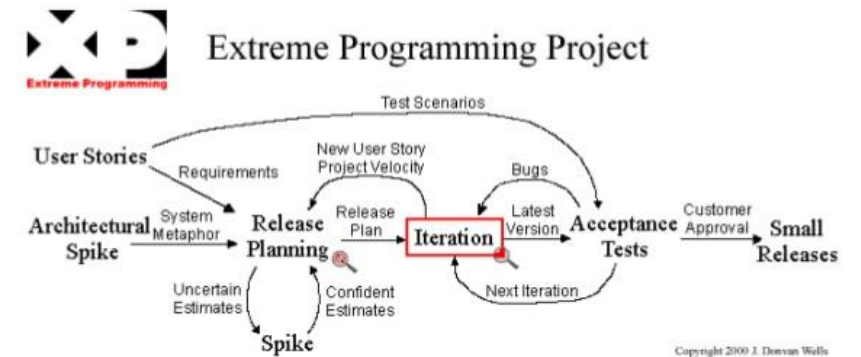 XP
Extreme Programming
Extreme Programming Project
Test Scenarios
User Stories
Requirements
New User Story
Project Velocity
Bugs
Architectural
Spike
System
Metaphor
Release
Planning
Release
Plan
Iteration
Latest
Version
Acceptance
Tests
Customer
Approval
Small
Releases
Uncertain
Estimates
Confident
Estimates
Next Iteration
Spike
Copyright 2000 J. Donvan Wells